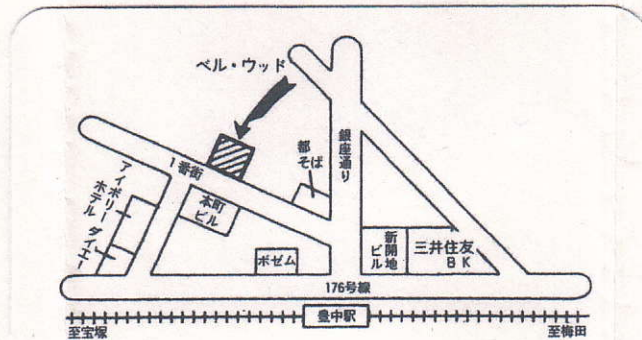 ベル・ウッド
銀座通り
都
そば
1番街
本町
ビル
アイボリー
ホテル
ダイエー
ボゼム
新開地
ビル
三井住友
BK
176号線
豊中駅
至宝塚
至梅田